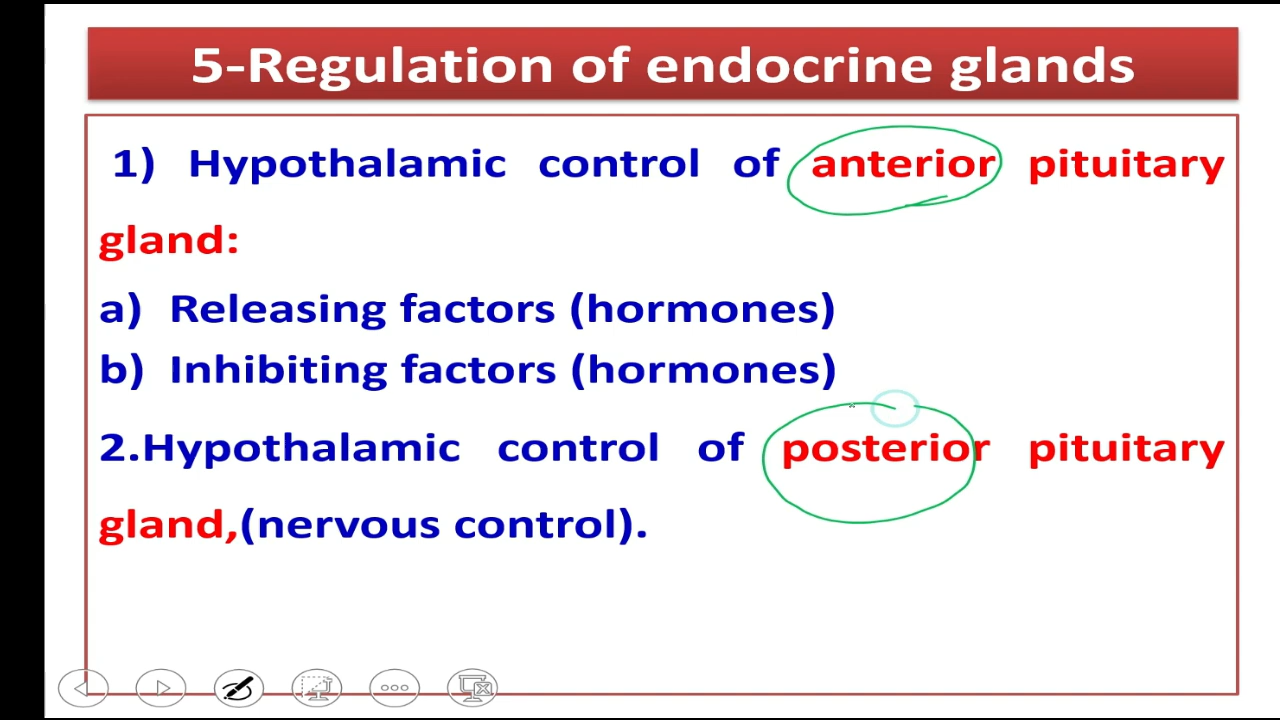 5-Regulation of endocrine glands
1) Hypothalamic control of anterior pituitary
gland:
a) Releasing factors (hormones)
b) Inhibiting factors (hormones)
2.Hypothalamic control of posterior pituitary
gland,(nervous control).